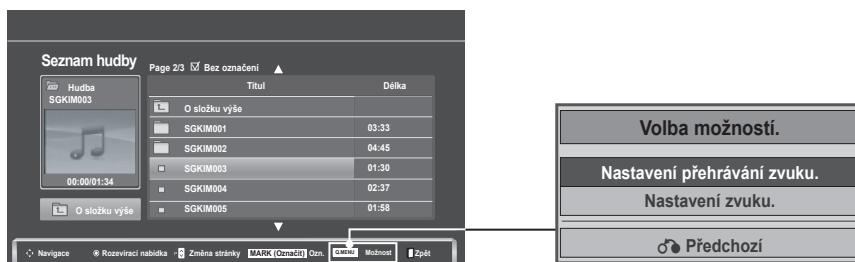 Seznam hudby
Page 2/3 Bez označení
Hudba
SGKIM003
00:00/01:34
O složku výše
Titul Délka
O složku výše
SGKIM001 03:33
SGKIM002 04:45
SGKIM003 01:30
SGKIM004 02:37
SGKIM005 01:58
Navigace Rozevírací nabídka P Změna stránky MARK (Označit) Ozn. Q.MENU Možnost Zpět
Volba možností.
Nastavení přehrávání zvuku.
Nastavení zvuku.
Předchozí